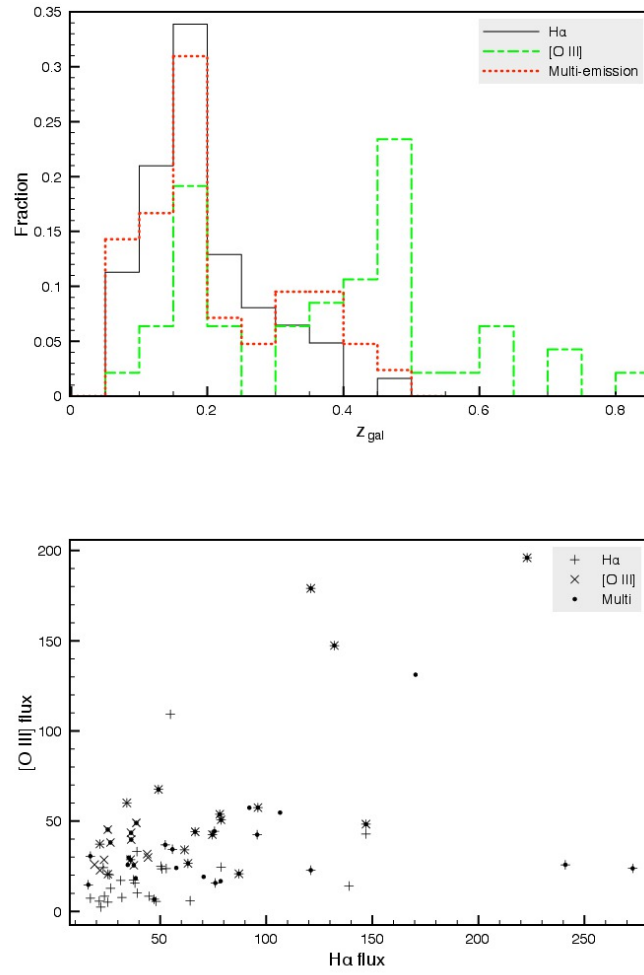 0.35
Hα
[O III]
Multi-emission
0.3
0.25
0.2
Fraction
0.15
0.1
0.05
0
0 0.2 0.4 0.6 0.8
z gal
200
Hα
[O III]
Multi
150
[O III] flux
100
50
0
50 100 150 200 250
Hα flux